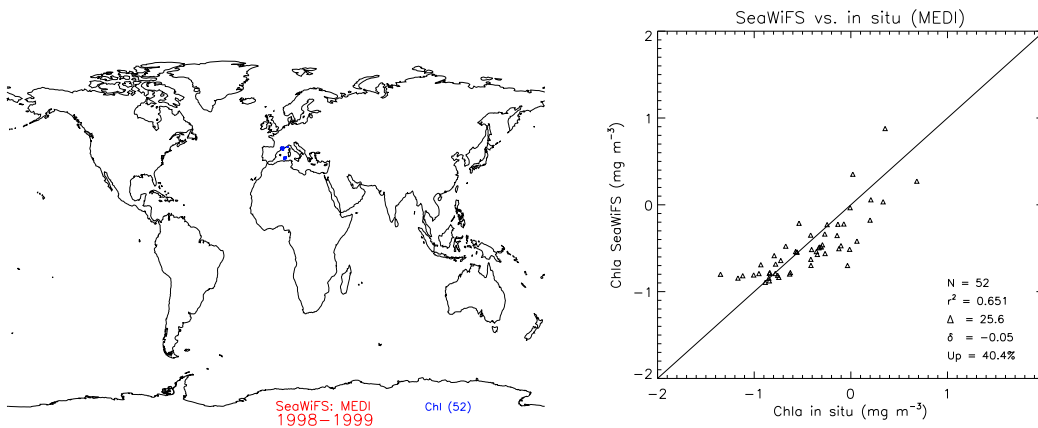 SeaWiFS: MEDI
1998−1999
Chl (52)
SeaWiFS vs. in situ (MEDI)
Chla SeaWiFS (mg m⁻³)
2
1
0
−1
−2
N = 52
r² = 0.651
Δ = 25.6
δ = −0.05
Up = 40.4%
−2 −1 0 1
Chla in situ (mg m⁻³)